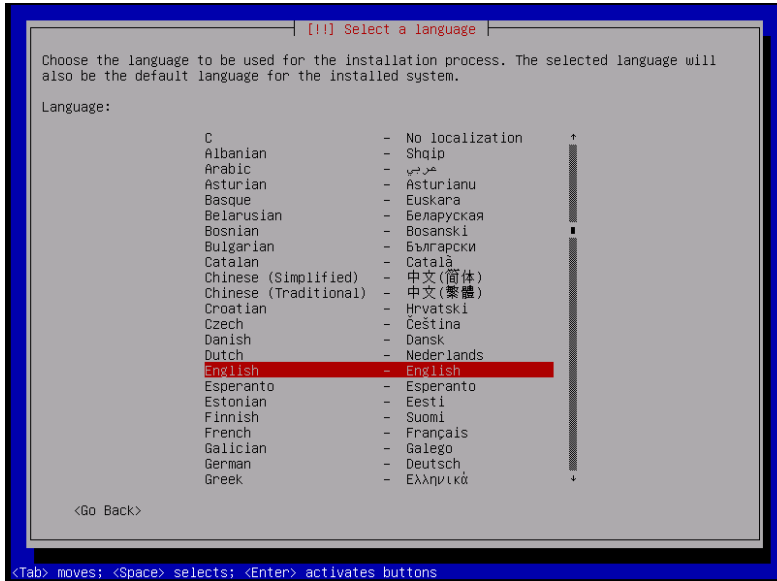 [!!] Select a language
Choose the language to be used for the installation process. The selected language will
also be the default language for the installed system.
Language:
C - No localization
Albanian - Shqip
Arabic - عربي
Asturian - Asturianu
Basque - Euskara
Belarusian - Беларуская
Bosnian - Bosanski
Bulgarian - Български
Catalan - Català
Chinese (Simplified) - 中文(简体)
Chinese (Traditional) - 中文(繁體)
Croatian - Hrvatski
Czech - Čeština
Danish - Dansk
Dutch - Nederlands
English - English
Esperanto - Esperanto
Estonian - Eesti
Finnish - Suomi
French - Français
Galician - Galego
German - Deutsch
Greek - Ελληνικά
<Go Back>
<Tab> moves; <Space> selects; <Enter> activates buttons